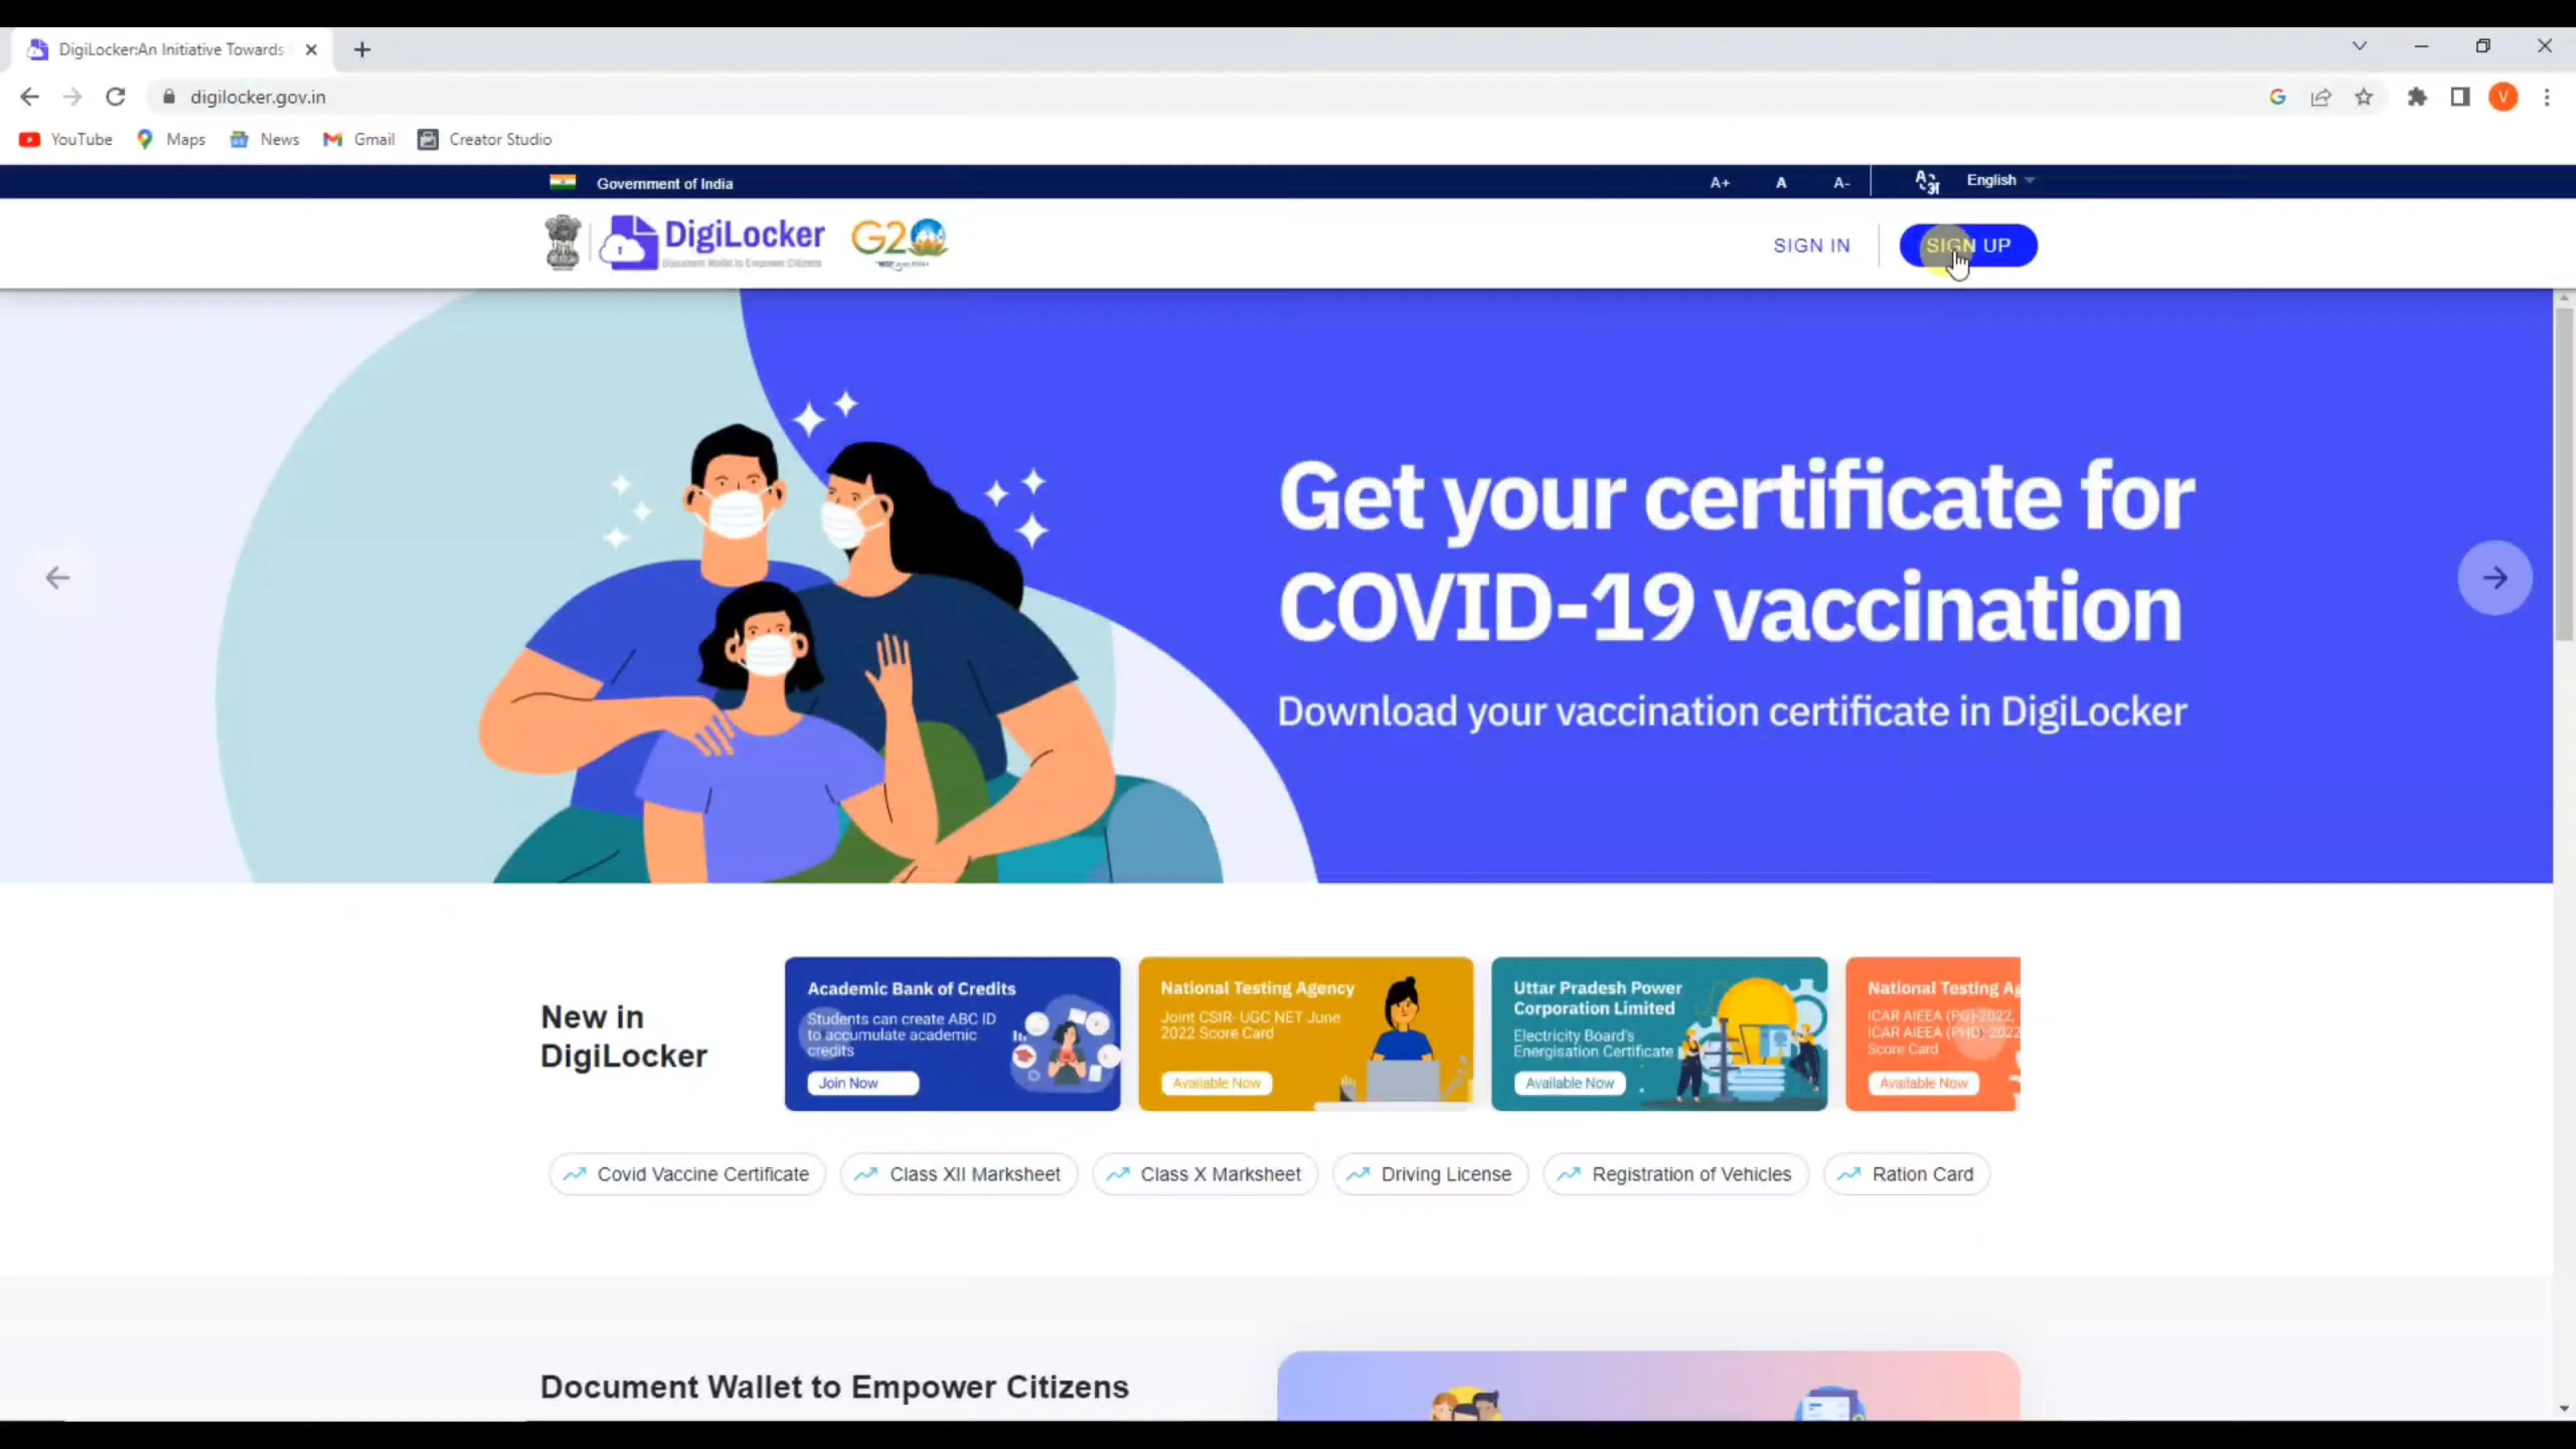 DigiLocker:An Initiative Towards
digilocker.gov.in
V
YouTube
Maps
News
Gmail
Creator Studio
Government of India
A+
A
A-
English
DigiLocker
Document Wallet to Empower Citizens
G20
SIGN IN
SIGN UP
Get your certificate for
COVID-19 vaccination
Download your vaccination certificate in DigiLocker
New in
DigiLocker
Academic Bank of Credits
Students can create ABC ID
to accumulate academic
credits
Join Now
National Testing Agency
Joint CSIR- UGC NET June
2022 Score Card
Available Now
Uttar Pradesh Power
Corporation Limited
Electricity Board's
Energisation Certificate
Available Now
National Testing Ag
ICAR AIEEA (PG)-2022,
ICAR AIEEA (PHD)-2022
Score Card
Available Now
Covid Vaccine Certificate
Class XII Marksheet
Class X Marksheet
Driving License
Registration of Vehicles
Ration Card
Document Wallet to Empower Citizens